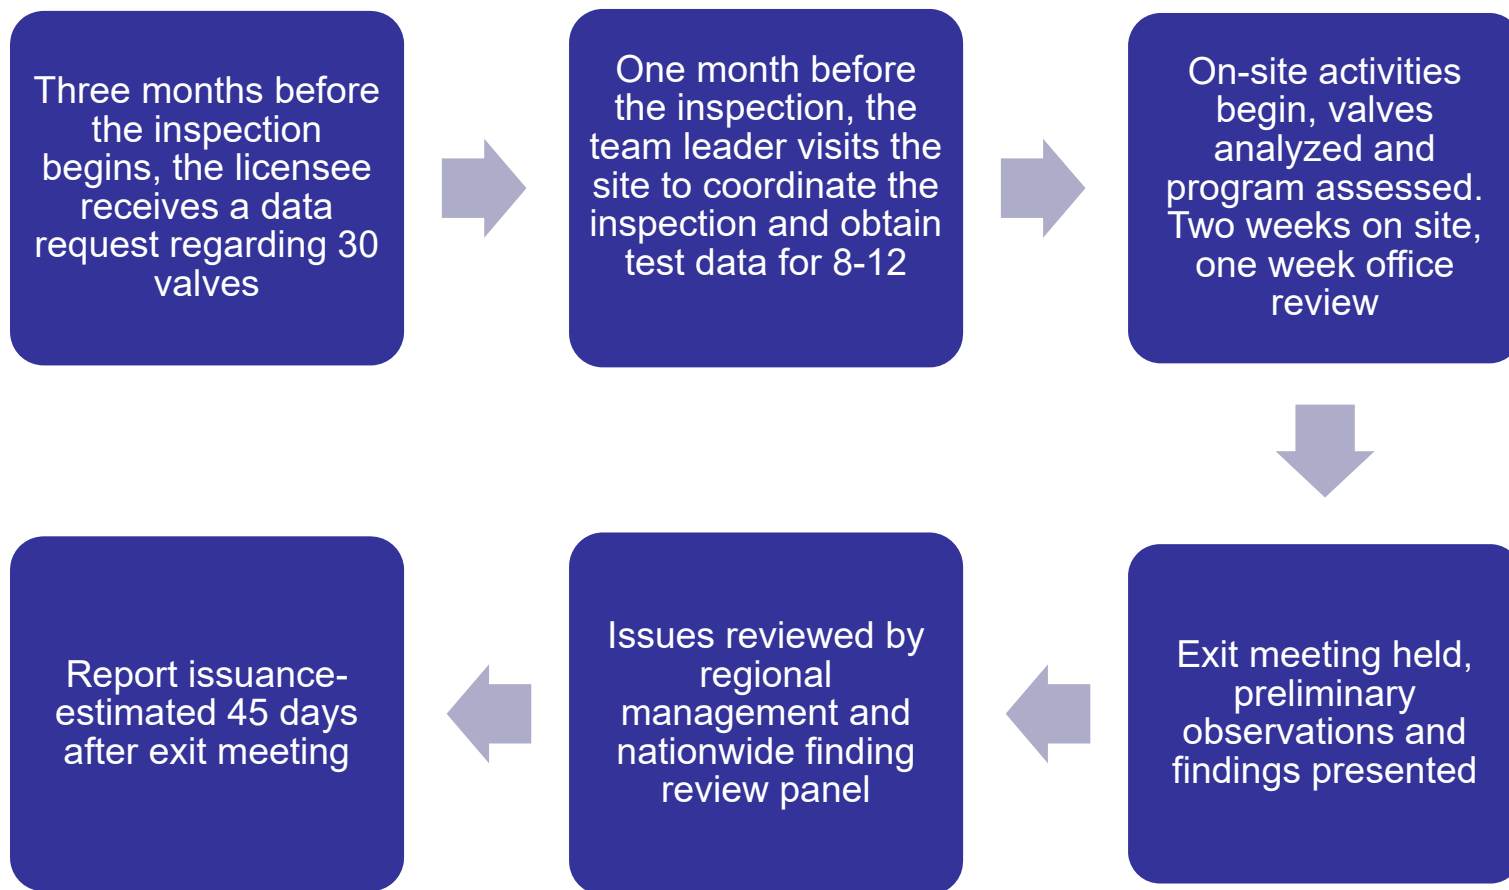 Three months before
the inspection
begins, the licensee
receives a data
request regarding 30
valves
One month before
the inspection, the
team leader visits the
site to coordinate the
inspection and obtain
test data for 8-12
On-site activities
begin, valves
analyzed and
program assessed.
Two weeks on site,
one week office
review
Exit meeting held,
preliminary
observations and
findings presented
Issues reviewed by
regional
management and
nationwide finding
review panel
Report issuance-
estimated 45 days
after exit meeting